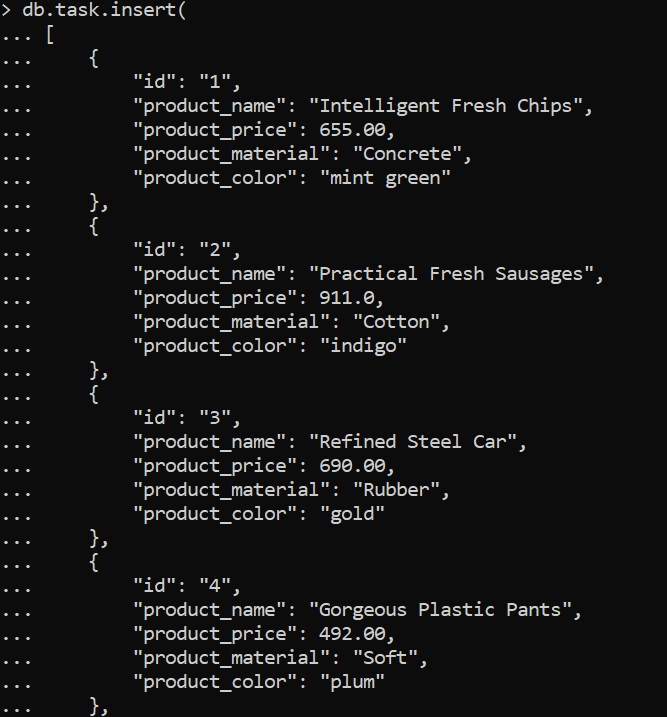 > db.task.insert(
... [
...     {
...         "id": "1",
...         "product_name": "Intelligent Fresh Chips",
...         "product_price": 655.00,
...         "product_material": "Concrete",
...         "product_color": "mint green"
...     },
...     {
...         "id": "2",
...         "product_name": "Practical Fresh Sausages",
...         "product_price": 911.0,
...         "product_material": "Cotton",
...         "product_color": "indigo"
...     },
...     {
...         "id": "3",
...         "product_name": "Refined Steel Car",
...         "product_price": 690.00,
...         "product_material": "Rubber",
...         "product_color": "gold"
...     },
...     {
...         "id": "4",
...         "product_name": "Gorgeous Plastic Pants",
...         "product_price": 492.00,
...         "product_material": "Soft",
...         "product_color": "plum"
...     },